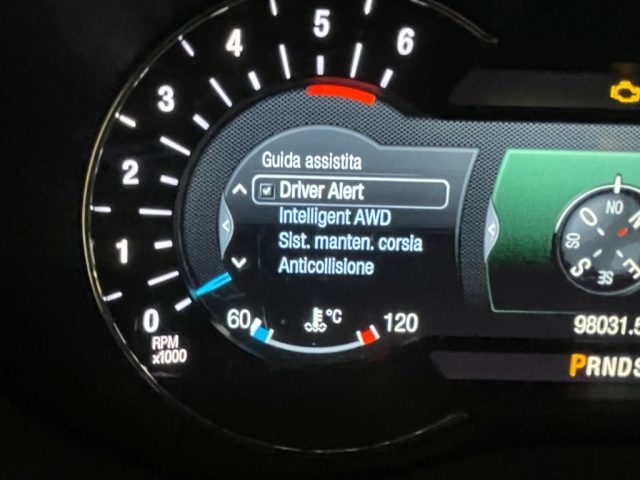 0
1
2
3
4
5
6
RPM
x1000
Guida assistita
Driver Alert
Intelligent AWD
Sist. manten. corsia
Anticollisione
60
°C
120
NO
O
SO
S
SE
98031.5
PRNDS